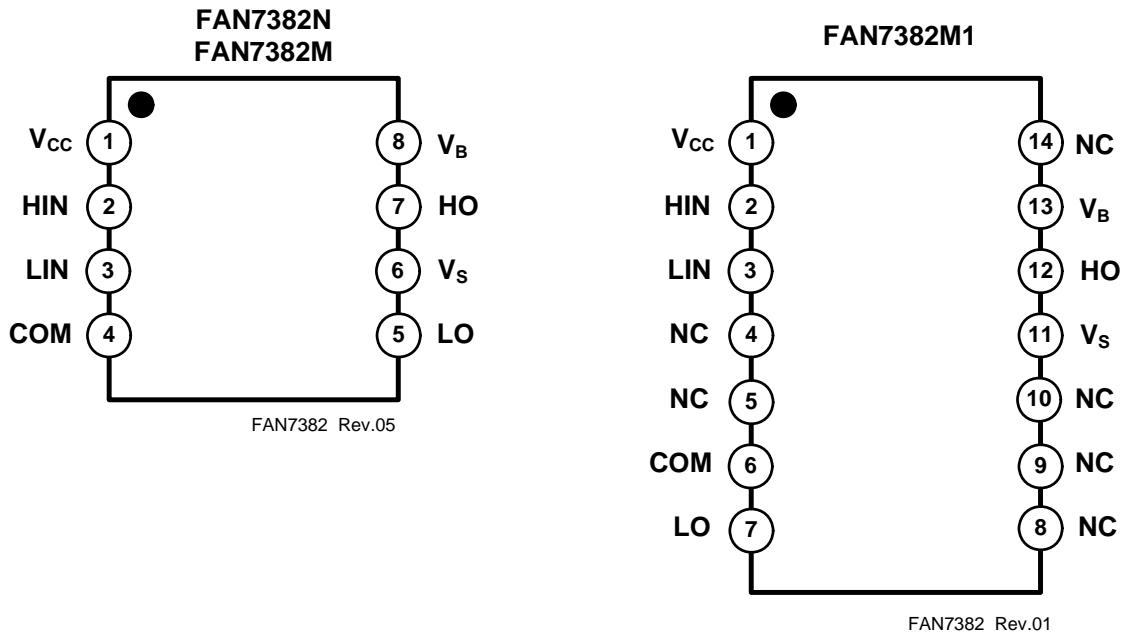 FAN7382N
FAN7382M
VCC 1 8 VB
HIN 2 7 HO
LIN 3 6 VS
COM 4 5 LO
FAN7382 Rev.05
FAN7382M1
VCC 1 14 NC
HIN 2 13 VB
LIN 3 12 HO
NC 4 11 VS
NC 5 10 NC
COM 6 9 NC
LO 7 8 NC
FAN7382 Rev.01